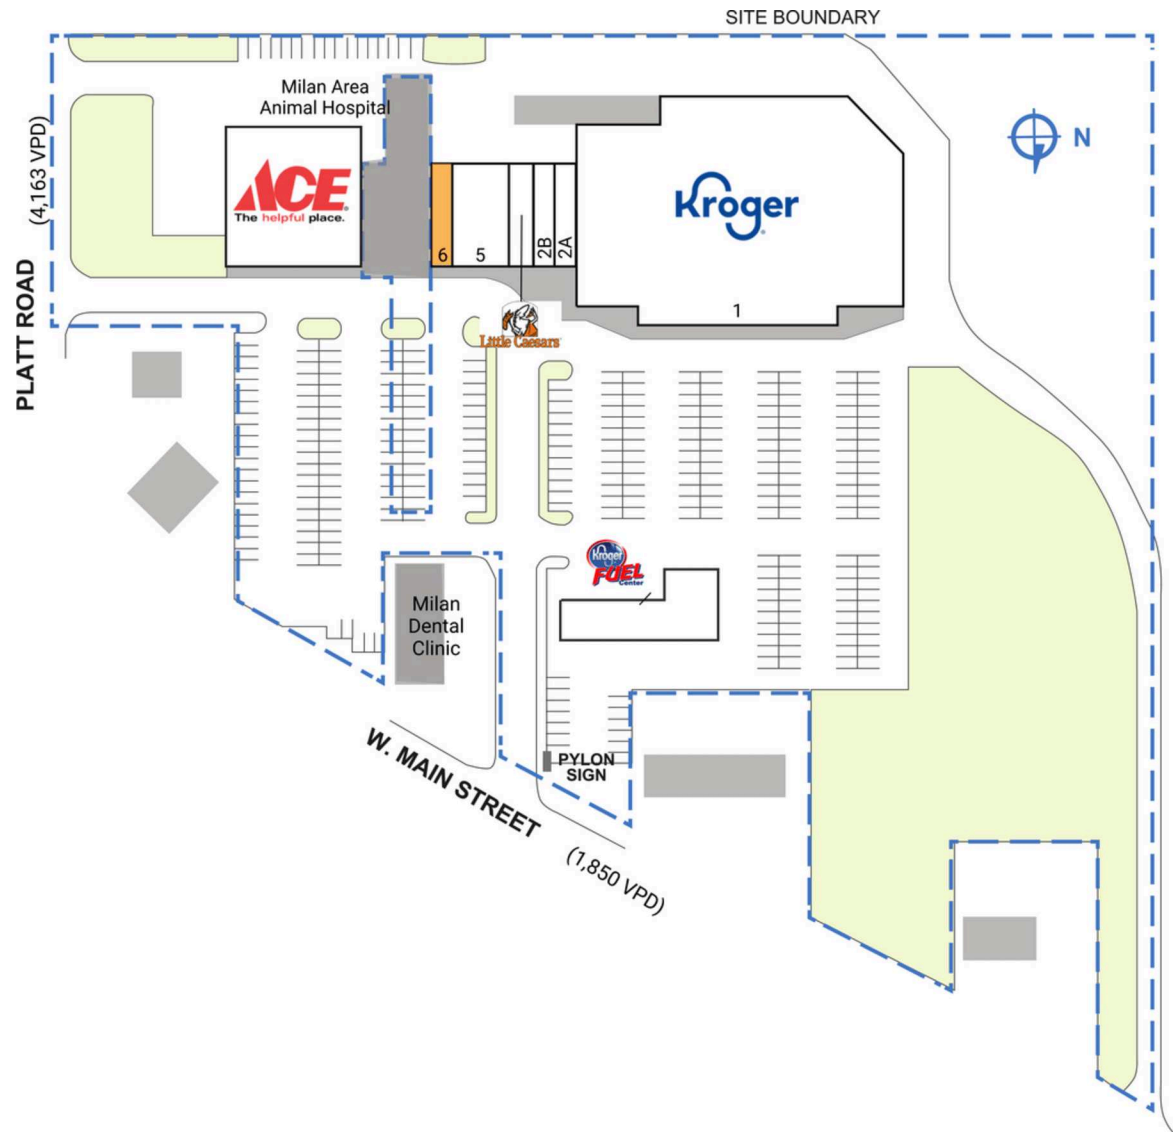 SITE BOUNDARY
Milan Area
Animal Hospital
N
(4,163 VPD)
PLATT ROAD
ACE
The helpful place.
Kroger
6
5
2B
2A
1
Little Caesars
Kroger
FUEL
Center
Milan
Dental
Clinic
PYLON
SIGN
W. MAIN STREET
(1,850 VPD)